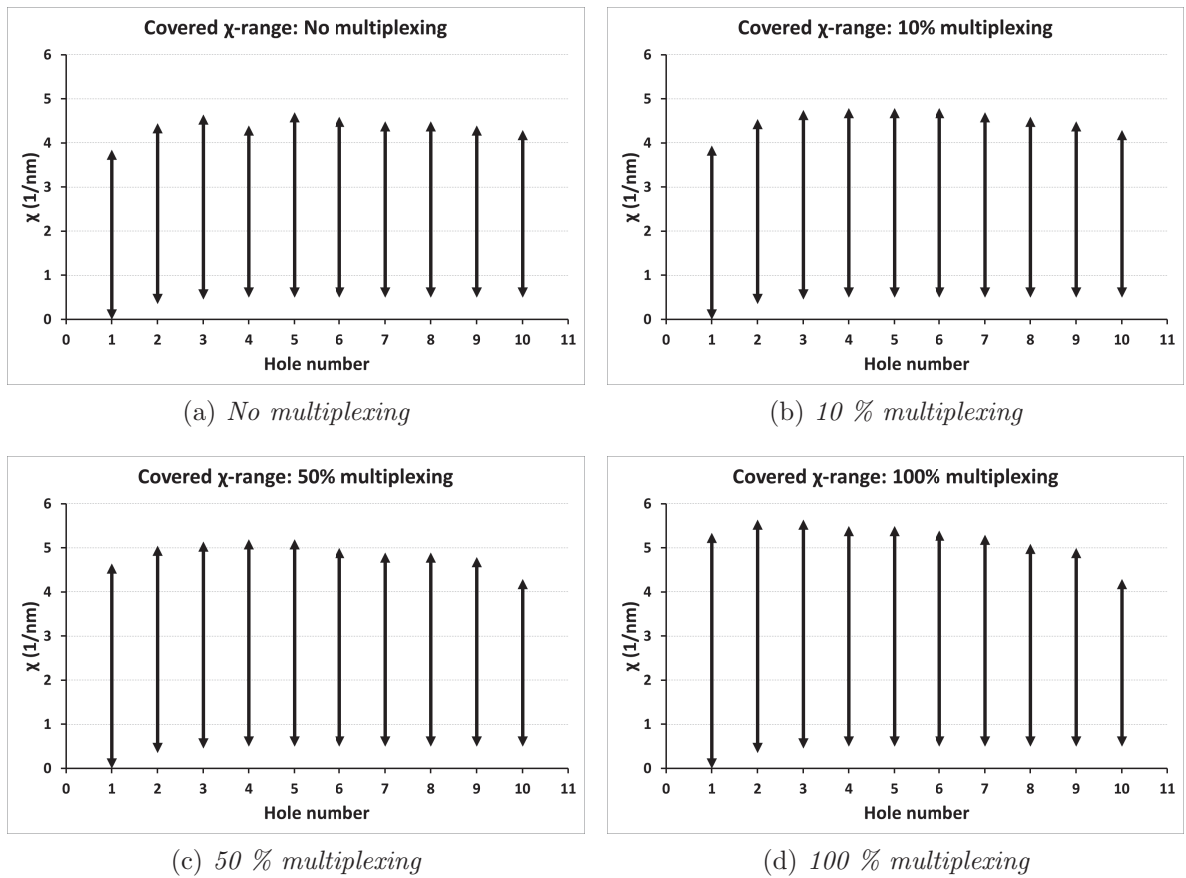 Covered χ-range: No multiplexing
6
5
4
3
2
1
0
χ (1/nm)
0 1 2 3 4 5 6 7 8 9 10 11
Hole number
(a) No multiplexing
Covered χ-range: 10% multiplexing
6
5
4
3
2
1
0
χ (1/nm)
0 1 2 3 4 5 6 7 8 9 10 11
Hole number
(b) 10 % multiplexing
Covered χ-range: 50% multiplexing
6
5
4
3
2
1
0
χ (1/nm)
0 1 2 3 4 5 6 7 8 9 10 11
Hole number
(c) 50 % multiplexing
Covered χ-range: 100% multiplexing
6
5
4
3
2
1
0
χ (1/nm)
0 1 2 3 4 5 6 7 8 9 10 11
Hole number
(d) 100 % multiplexing